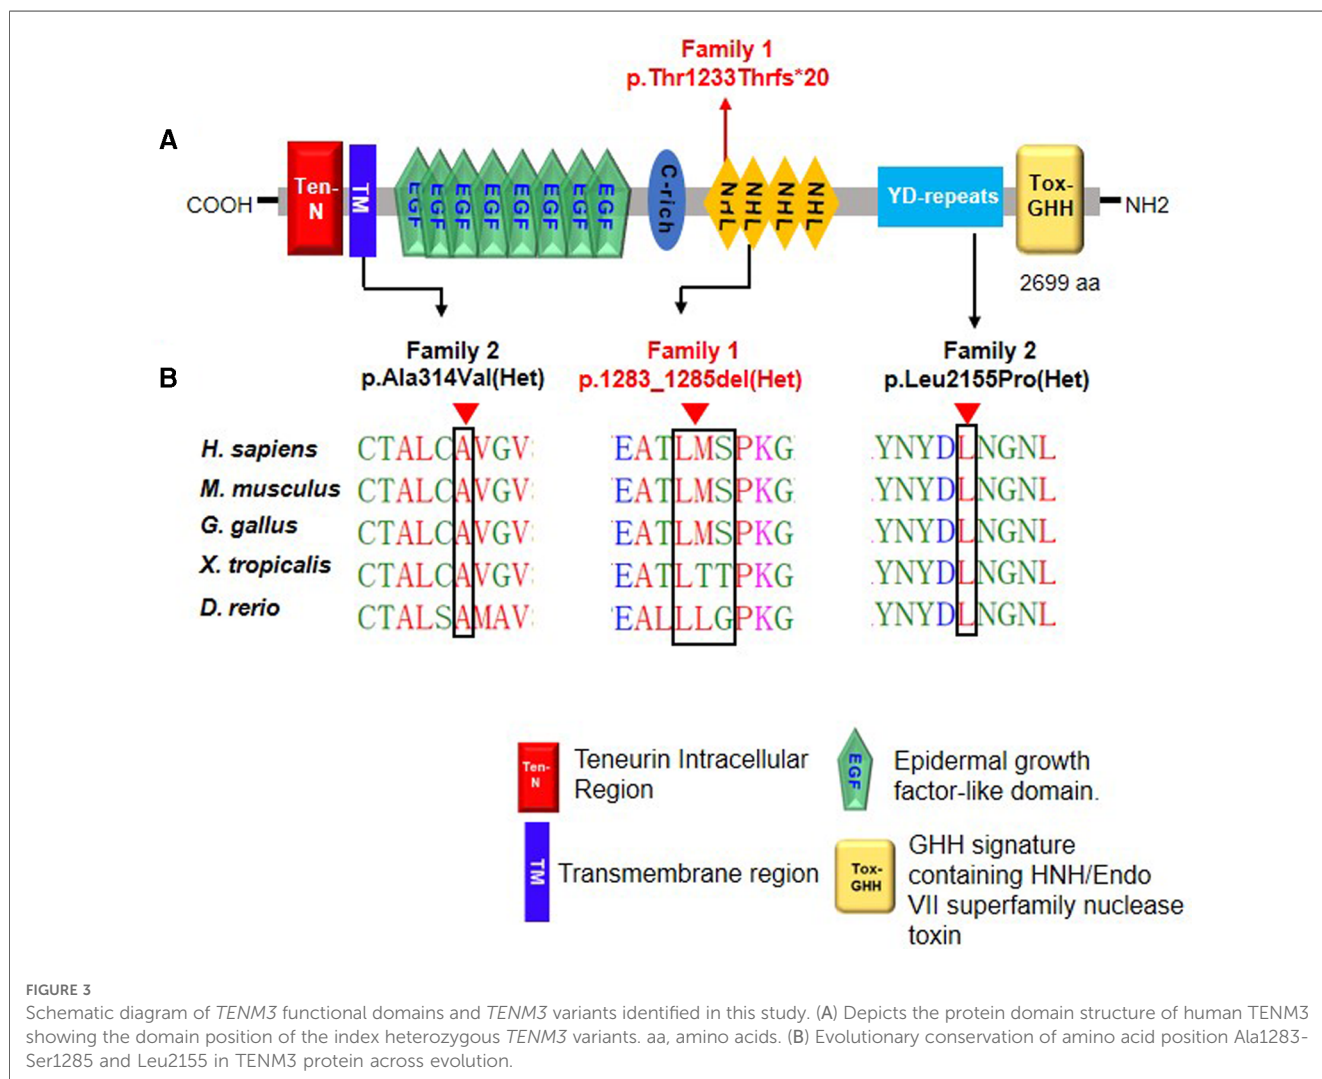 Family 1
p.Thr1233Thrfs*20
A
COOH
Ten-
N
TM
EGF
EGF
EGF
EGF
EGF
EGF
EGF
EGF
C-rich
NHL
NHL
NHL
YD-repeats
Tox-
GHH
NH2
2699 aa
B
Family 2
p.Ala314Val(Het)
Family 1
p.1283_1285del(Het)
Family 2
p.Leu2155Pro(Het)
H. sapiens CTALCAVGV EATLMSPKG YNYDLNGNL
M. musculus CTALCAVGV EATLMSPKG YNYDLNGNL
G. gallus CTALCAVGV EATLMSPKG YNYDLNGNL
X. tropicalis CTALCAVGV EATLTTPKG YNYDLNGNL
D. rerio CTALSAMAV EALLLGPKG YNYDLNGNL
Ten-
N
Teneurin Intracellular
Region
EGF
Epidermal growth
factor-like domain.
TM
Transmembrane region
Tox-
GHH
GHH signature
containing HNH/Endo
VII superfamily nuclease
toxin
FIGURE 3
Schematic diagram of TENM3 functional domains and TENM3 variants identified in this study. (A) Depicts the protein domain structure of human TENM3
showing the domain position of the index heterozygous TENM3 variants. aa, amino acids. (B) Evolutionary conservation of amino acid position Ala1283-
Ser1285 and Leu2155 in TENM3 protein across evolution.